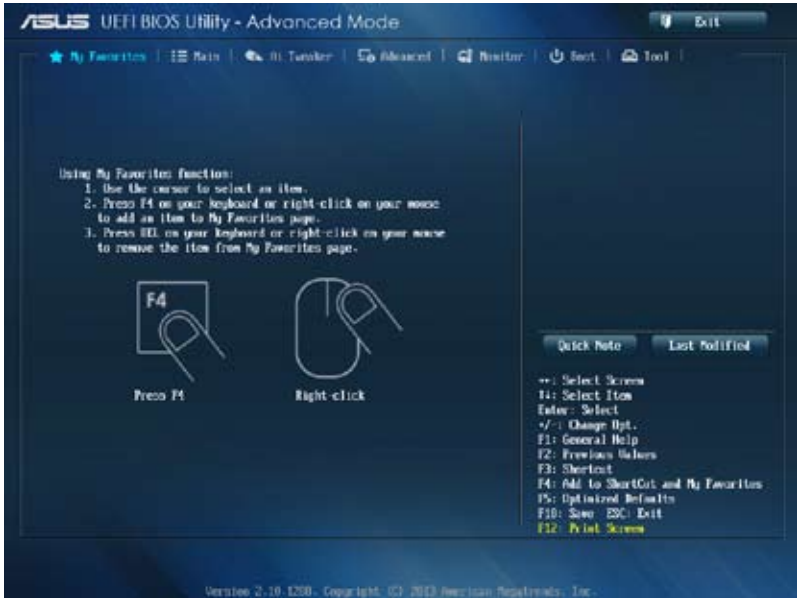 ASUS UEFI BIOS Utility - Advanced Mode
Exit
My Favorites | Main | Ai Tweaker | Advanced | Monitor | Boot | Tool
Using My Favorites function:
1. Use the cursor to select an item.
2. Press F4 on your keyboard or right-click on your mouse
to add an item to My Favorites page.
3. Press DEL on your keyboard or right-click on your mouse
to remove the item from My Favorites page.
F4
Press F4
Right-click
Quick Note
Last Modified
→←: Select Screen
↑↓: Select Item
Enter: Select
+/-: Change Opt.
F1: General Help
F2: Previous Values
F3: Shortcut
F4: Add to ShortCut and My Favorites
F5: Optimized Defaults
F10: Save ESC: Exit
F12: Print Screen
Version 2.10.1208. Copyright (C) 2013 American Megatrends, Inc.